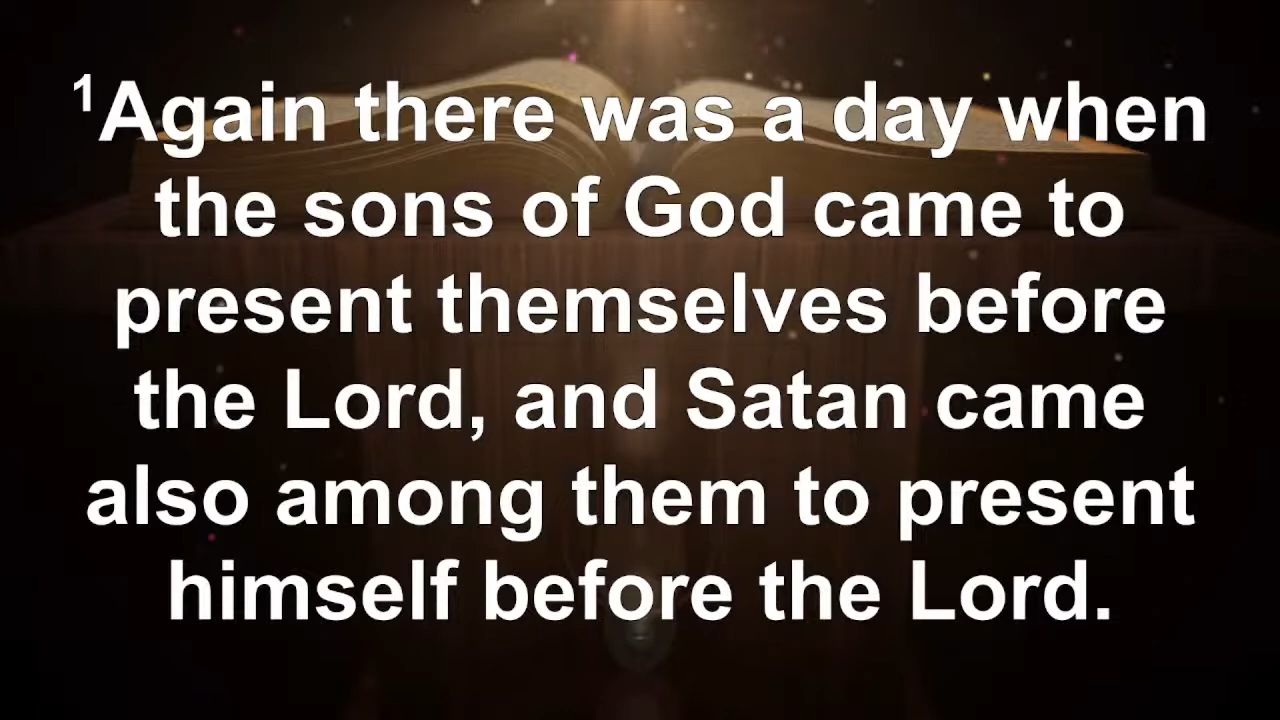 ¹Again there was a day when
the sons of God came to
present themselves before
the Lord, and Satan came
also among them to present
himself before the Lord.